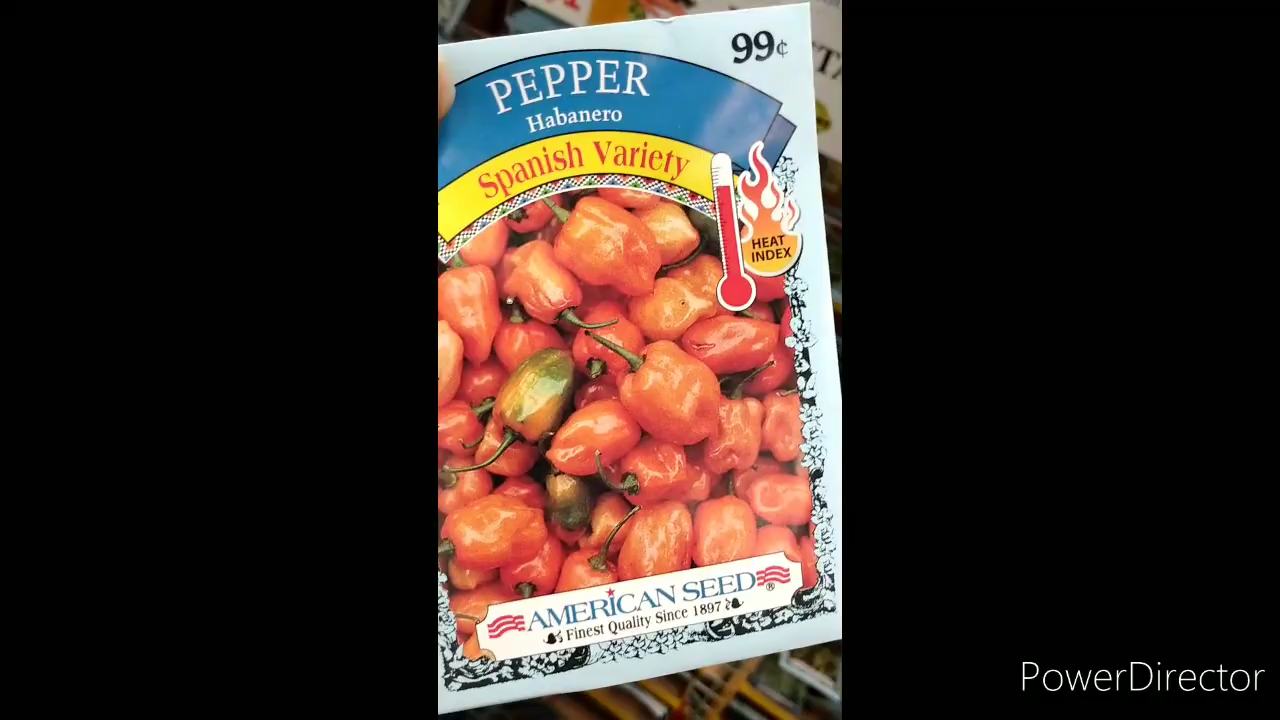 99¢
PEPPER
Habanero
Spanish Variety
HEAT
INDEX
AMERICAN SEED®
Finest Quality Since 1897
PowerDirector